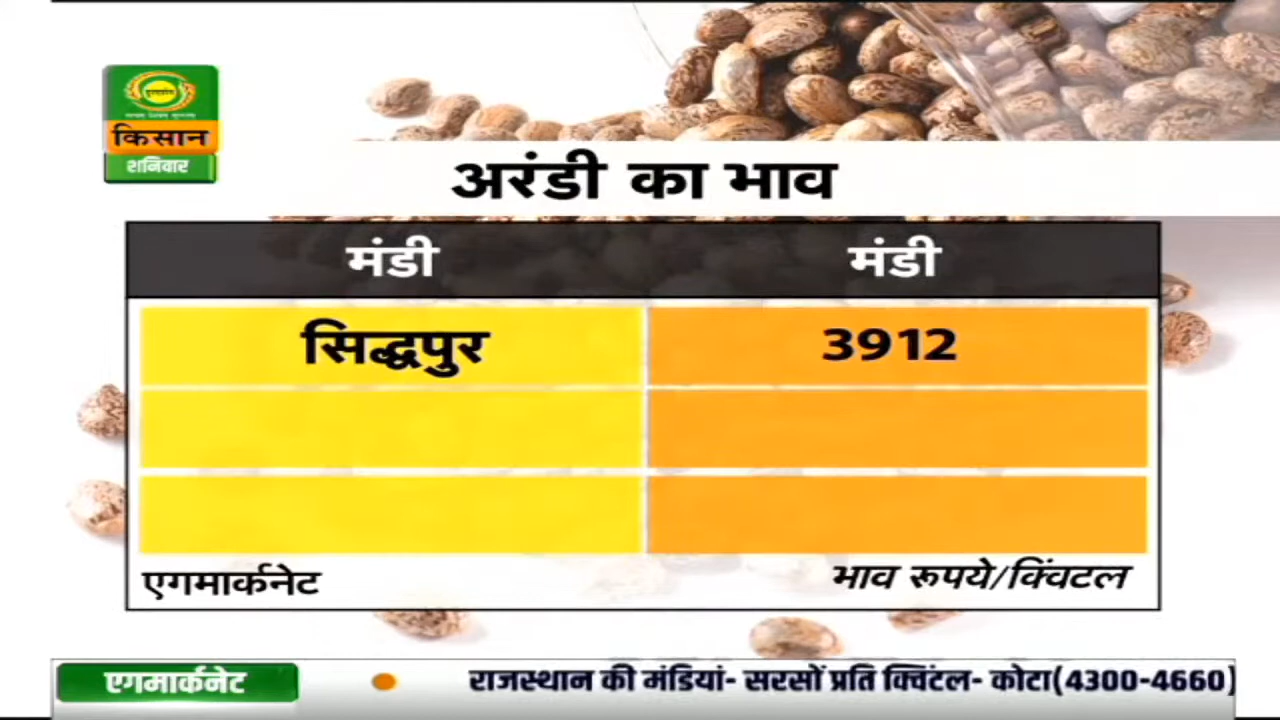 किसान
शनिवार
अरंडी का भाव
मंडी मंडी
सिद्धपुर 3912
एगमार्कनेट भाव रूपये/क्विंटल
एगमार्कनेट राजस्थान की मंडियां- सरसों प्रति क्विंटल- कोटा(4300-4660)